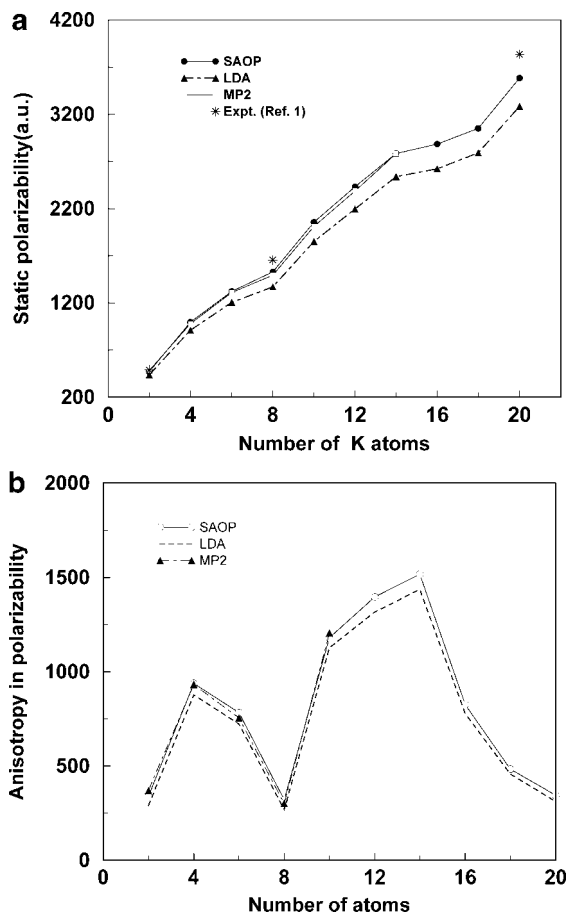 a
4200
3200
2200
1200
200
Static polarizability(a.u.)
SAOP
LDA
MP2
Expt. (Ref. 1)
0 4 8 12 16 20
Number of K atoms
b
2000
1500
1000
500
0
Anisotropy in polarizability
SAOP
LDA
MP2
0 4 8 12 16 20
Number of atoms